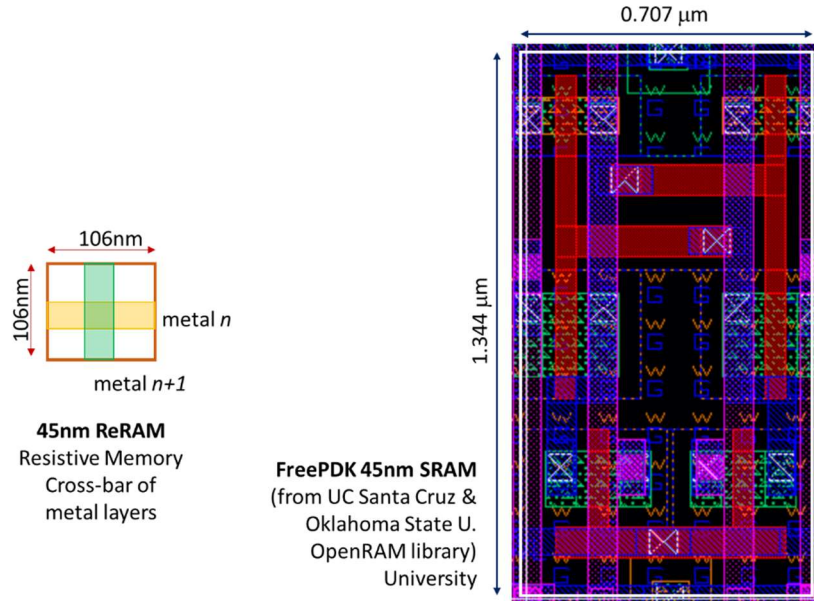 0.707 μm
106nm
106nm
metal n
metal n+1
45nm ReRAM
Resistive Memory
Cross-bar of
metal layers
1.344 μm
FreePDK 45nm SRAM
(from UC Santa Cruz &
Oklahoma State U.
OpenRAM library)
University